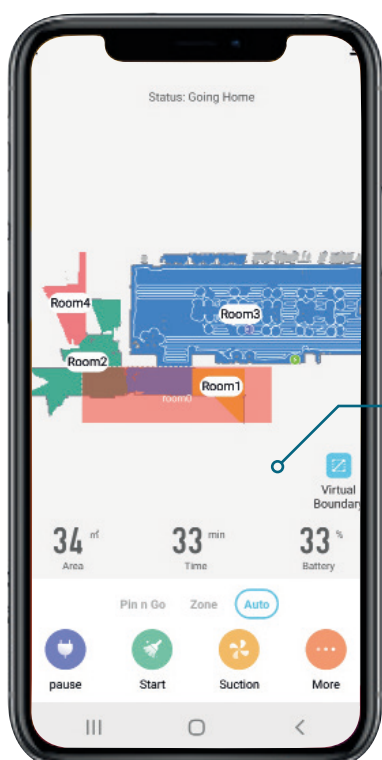 Status: Going Home
Room4
Room3
Room2
Room1
room0
Virtual
Boundary
34 ㎡
33 min
33 %
Area
Time
Battery
Pin n Go
Zone
Auto
pause
Start
Suction
More